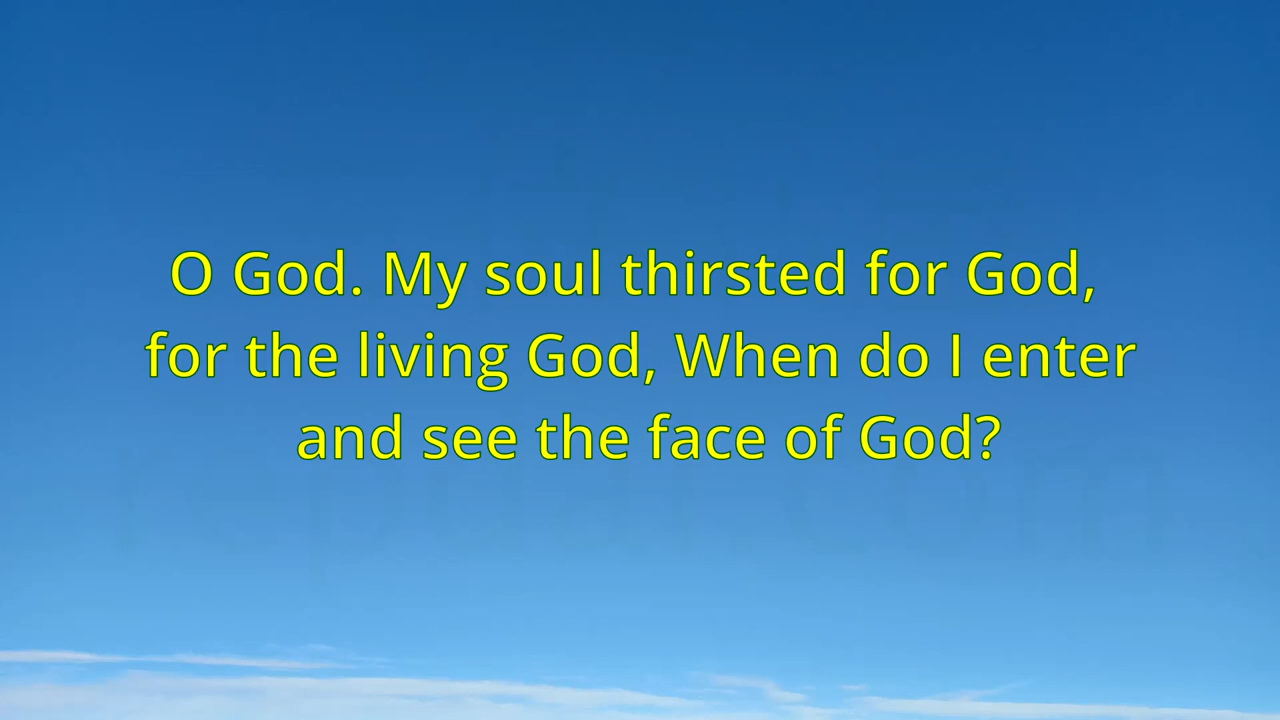 O God. My soul thirsted for God,
for the living God, When do I enter
and see the face of God?